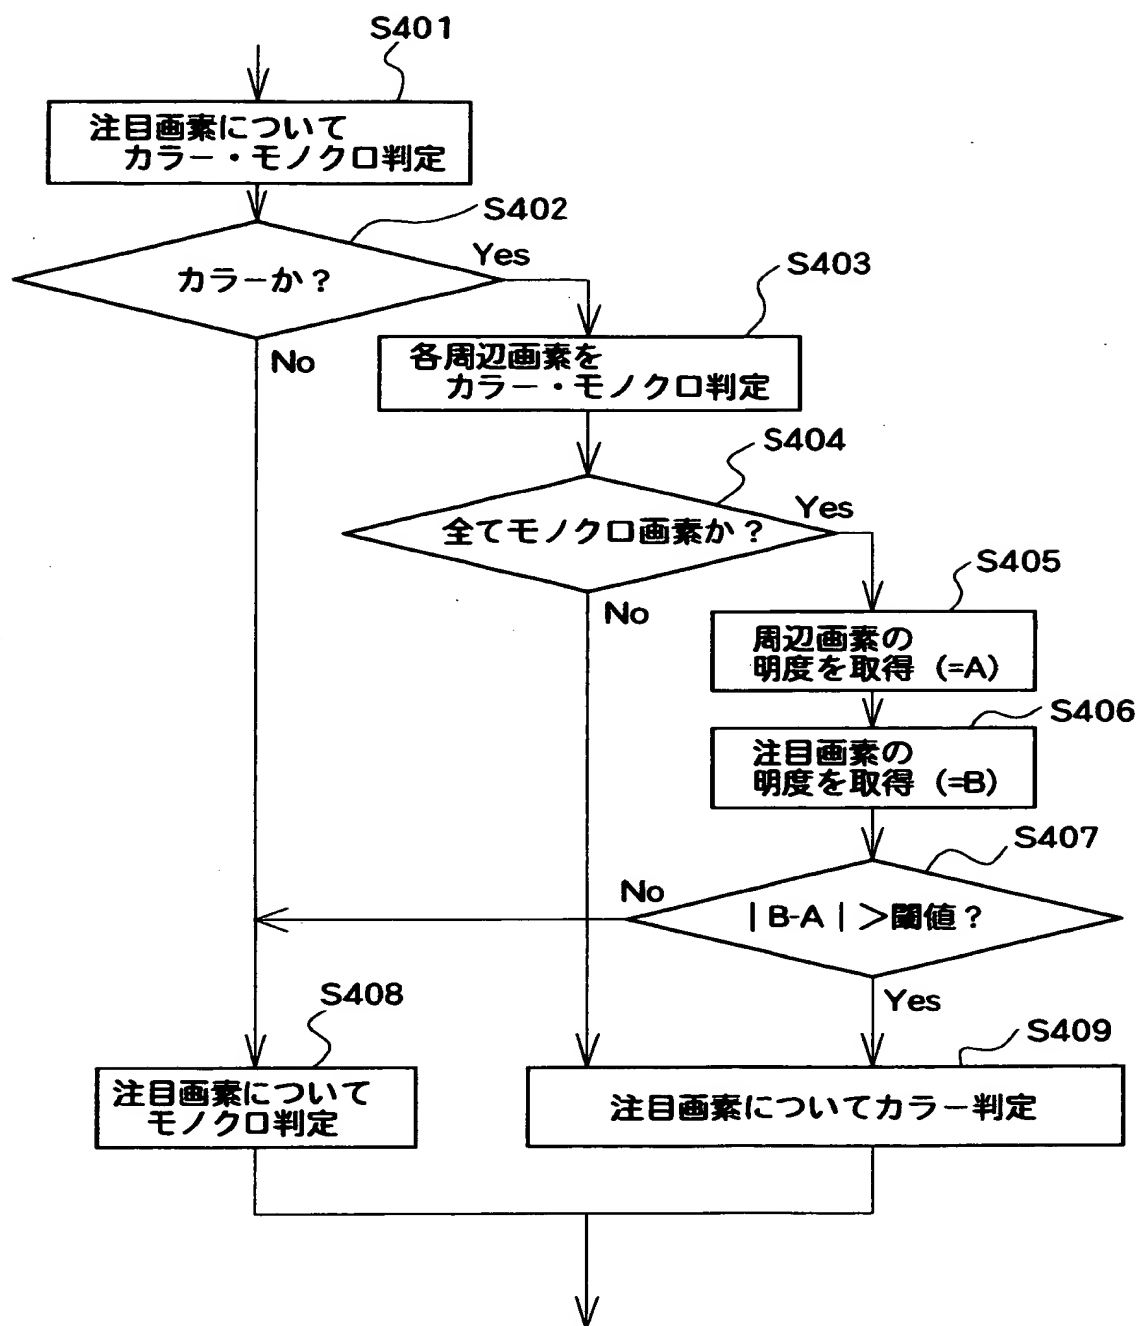 S401
注目画素について
カラー・モノクロ判定
S402
カラーか？
Yes
No
S403
各周辺画素を
カラー・モノクロ判定
S404
全てモノクロ画素か？
Yes
No
S405
周辺画素の
明度を取得 (=A)
S406
注目画素の
明度を取得 (=B)
S407
｜B-A｜＞閾値？
No
Yes
S408
注目画素について
モノクロ判定
S409
注目画素についてカラー判定